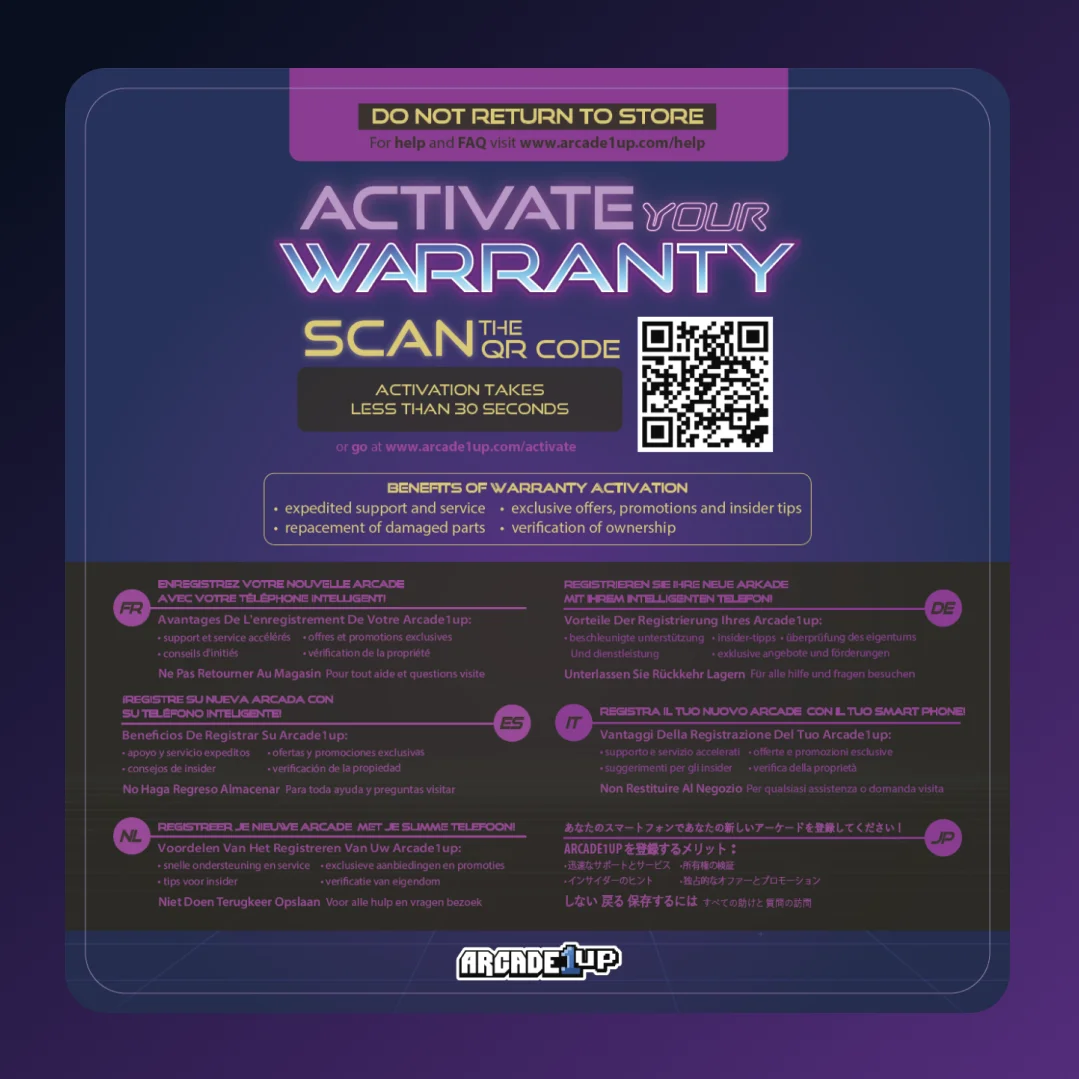 DO NOT RETURN TO STORE
For help and FAQ visit www.arcade1up.com/help
ACTIVATE YOUR
WARRANTY
SCAN THE QR CODE
ACTIVATION TAKES
LESS THAN 30 SECONDS
or go at www.arcade1up.com/activate
BENEFITS OF WARRANTY ACTIVATION
• expedited support and service • exclusive offers, promotions and insider tips
• repacement of damaged parts • verification of ownership
FR
ENREGISTREZ VOTRE NOUVELLE ARCADE
AVEC VOTRE TÉLÉPHONE INTELLIGENT!
Avantages De L'enregistrement De Votre Arcade1up:
• support et service accélérés • offres et promotions exclusives
• conseils d'initiés • vérification de la propriété
Ne Pas Retourner Au Magasin Pour tout aide et questions visite
DE
REGISTRIEREN SIE IHRE NEUE ARKADE
MIT IHREM INTELLIGENTEN TELEFON!
Vorteile Der Registrierung Ihres Arcade1up:
• beschleunigte unterstützung • insider-tipps • überprüfung des eigentums
Und dienstleistung • exklusive angebote und förderungen
Unterlassen Sie Rückkehr Lagern Für alle hilfe und fragen besuchen
ES
¡REGISTRE SU NUEVA ARCADA CON
SU TELÉFONO INTELIGENTE!
Beneficios De Registrar Su Arcade1up:
• apoyo y servicio expeditos • ofertas y promociones exclusivas
• consejos de insider • verificación de la propiedad
No Haga Regreso Almacenar Para toda ayuda y preguntas visitar
IT
REGISTRA IL TUO NUOVO ARCADE CON IL TUO SMART PHONE!
Vantaggi Della Registrazione Del Tuo Arcade1up:
• supporto e servizio accelerati • offerte e promozioni esclusive
• suggerimenti per gli insider • verifica della proprietà
Non Restituire Al Negozio Per qualsiasi assistenza o domanda visita
NL
REGISTREER JE NIEUWE ARCADE MET JE SLIMME TELEFOON!
Voordelen Van Het Registreren Van Uw Arcade1up:
• snelle ondersteuning en service • exclusieve aanbiedingen en promoties
• tips voor insider • verificatie van eigendom
Niet Doen Terugkeer Opslaan Voor alle hulp en vragen bezoek
JP
あなたのスマートフォンであなたの新しいアーケードを登録してください！
ARCADE1UPを登録するメリット：
•迅速なサポートとサービス •所有権の検証
•インサイダーのヒント •独占的なオファーとプロモーション
しない 戻る 保存するには すべての助けと質問の訪問
ARCADE1UP